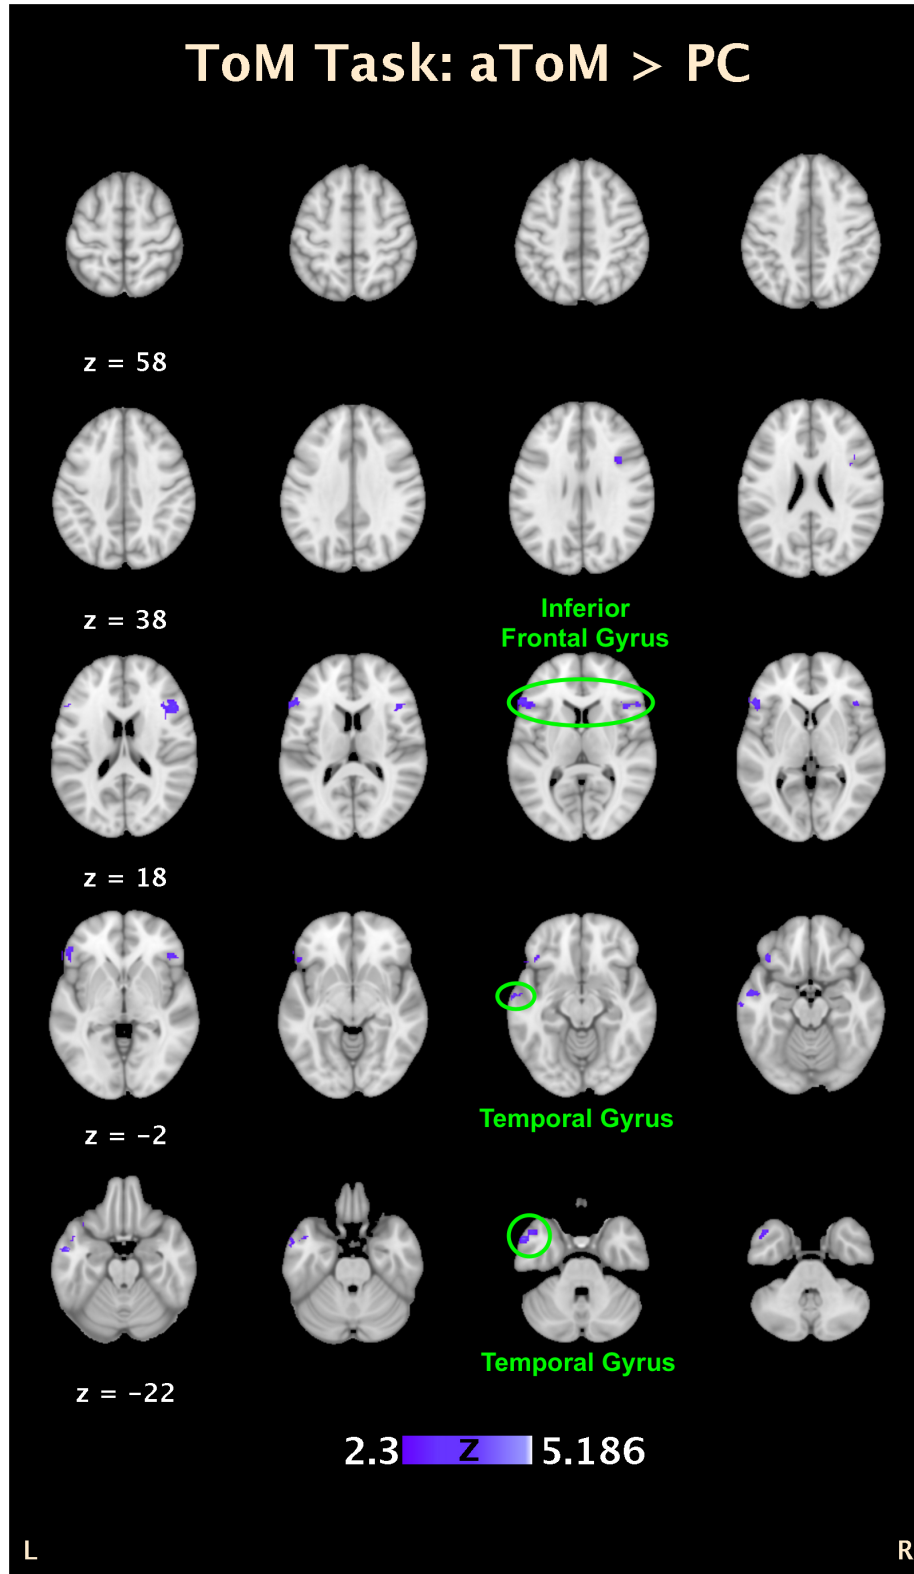 ToM Task: aToM > PC
z = 58
z = 38
Inferior
Frontal Gyrus
z = 18
z = -2
Temporal Gyrus
z = -22
Temporal Gyrus
2.3 Z 5.186
L R